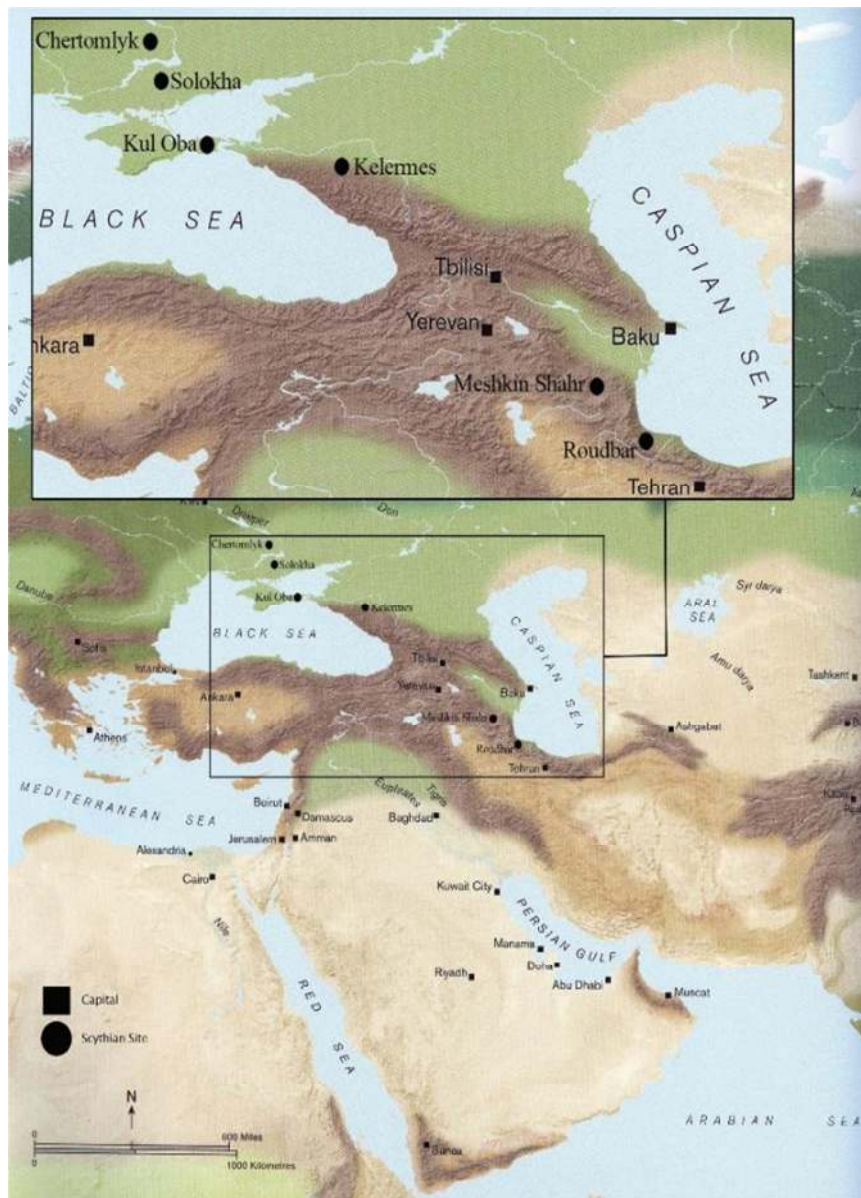 Chertomlyk
Solokha
Kul Oba
Kelermes
BLACK SEA
CASPIAN SEA
Tbilisi
Yerevan
Baku
nkara
Meshkin Shahr
Roudbar
Tehran
BALTIC
Dnieper
Don
Chertomlyk
Solokha
Danube
Kul Oba
Kelermes
Syr darya
ARAL SEA
BLACK SEA
CASPIAN SEA
Sofia
Istanbul
Tbilisi
Amu darya
Tashkent
Ankara
Yerevan
Baku
Meshkin Shahr
Ashgabat
Athens
Roudbar
Tehran
MEDITERRANEAN SEA
Euphrates
Tigris
Beirut
Damascus
Baghdad
Jerusalem
Amman
Alexandria
Cairo
Kuwait City
Nile
PERSIAN GULF
Manama
Doha
Riyadh
Abu Dhabi
Muscat
RED SEA
Capital
Scythian Site
N
0 600 Miles
0 1000 Kilometres
ARABIAN SEA
Sanoa